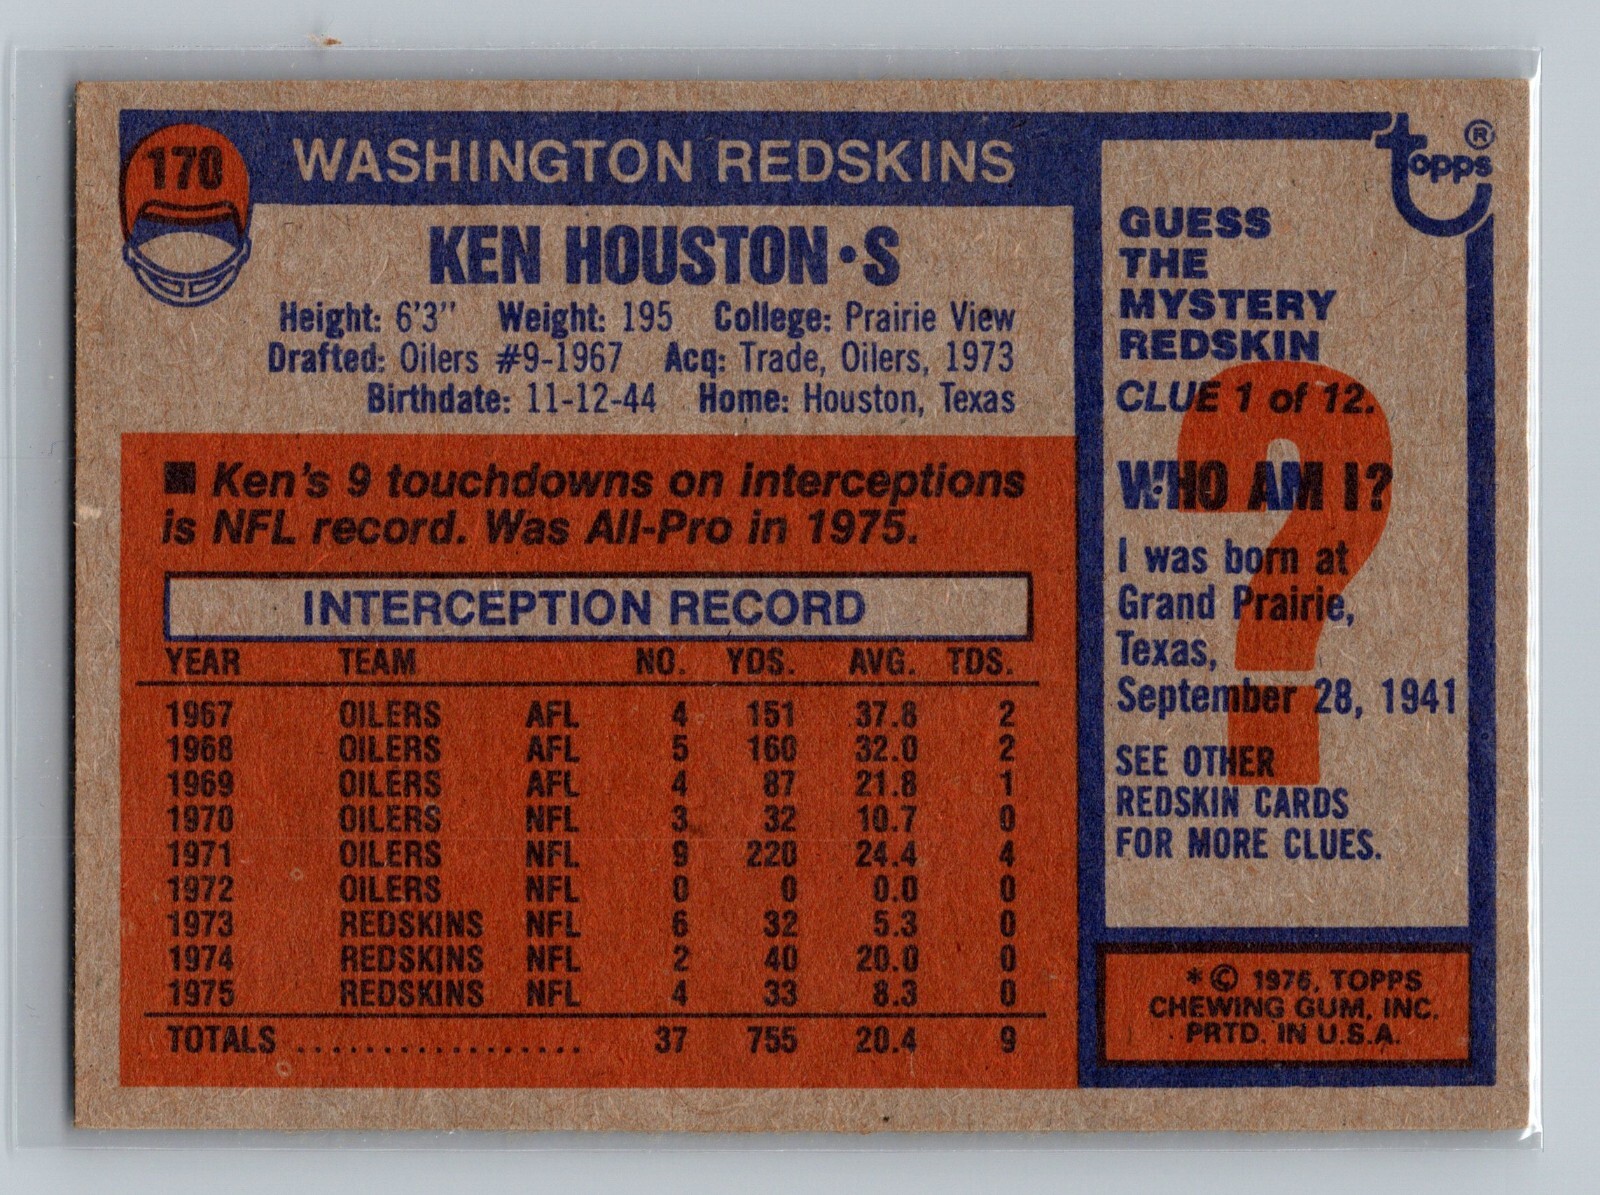 170
WASHINGTON REDSKINS
KEN HOUSTON•S
Height: 6'3" Weight: 195 College: Prairie View
Drafted: Oilers #9-1967 Acq: Trade, Oilers, 1973
Birthdate: 11-12-44 Home: Houston, Texas
■ Ken's 9 touchdowns on interceptions
is NFL record. Was All-Pro in 1975.
INTERCEPTION RECORD
YEAR TEAM NO. YDS. AVG. TDS.
1967 OILERS AFL 4 151 37.8 2
1968 OILERS AFL 5 160 32.0 2
1969 OILERS AFL 4 87 21.8 1
1970 OILERS NFL 3 32 10.7 0
1971 OILERS NFL 9 220 24.4 4
1972 OILERS NFL 0 0 0.0 0
1973 REDSKINS NFL 6 32 5.3 0
1974 REDSKINS NFL 2 40 20.0 0
1975 REDSKINS NFL 4 33 8.3 0
TOTALS .................. 37 755 20.4 9
topps ®
GUESS
THE
MYSTERY
REDSKIN
CLUE 1 of 12.
?
WHO AM I?
I was born at
Grand Prairie,
Texas,
September 28, 1941
SEE OTHER
REDSKIN CARDS
FOR MORE CLUES.
* © 1976, TOPPS
CHEWING GUM, INC.
PRTD. IN U.S.A.